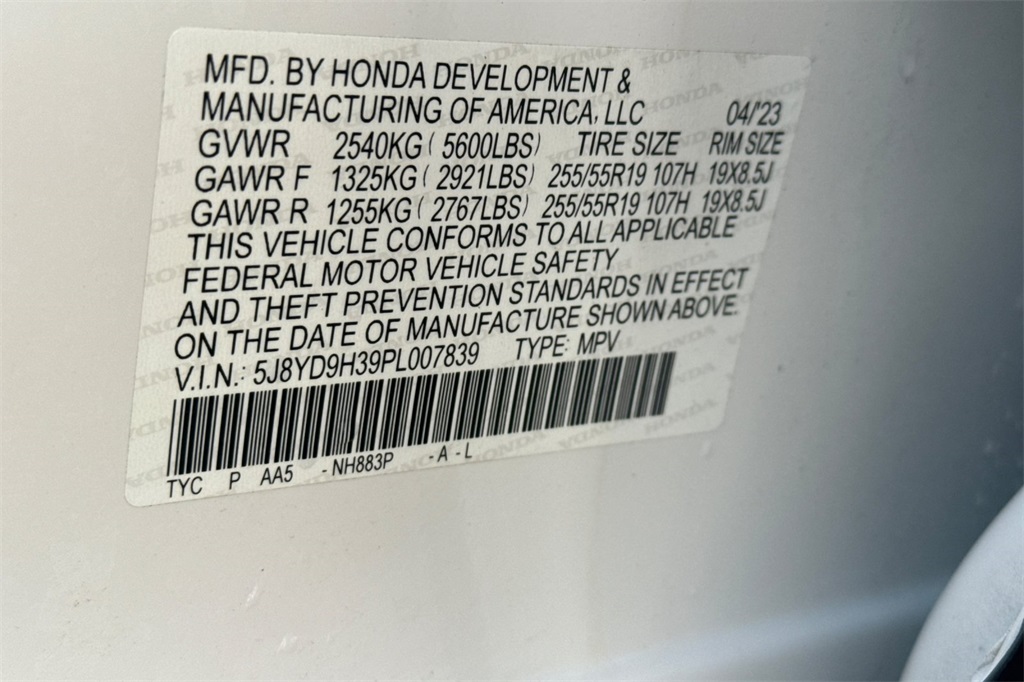 MFD. BY HONDA DEVELOPMENT &
MANUFACTURING OF AMERICA, LLC 04/'23
GVWR 2540KG ( 5600LBS) TIRE SIZE RIM SIZE
GAWR F 1325KG ( 2921LBS) 255/55R19 107H 19X8.5J
GAWR R 1255KG ( 2767LBS) 255/55R19 107H 19X8.5J
THIS VEHICLE CONFORMS TO ALL APPLICABLE
FEDERAL MOTOR VEHICLE SAFETY
AND THEFT PREVENTION STANDARDS IN EFFECT
ON THE DATE OF MANUFACTURE SHOWN ABOVE.
V.I.N.: 5J8YD9H39PL007839 TYPE: MPV
TYC P AA5 - NH883P - A - L